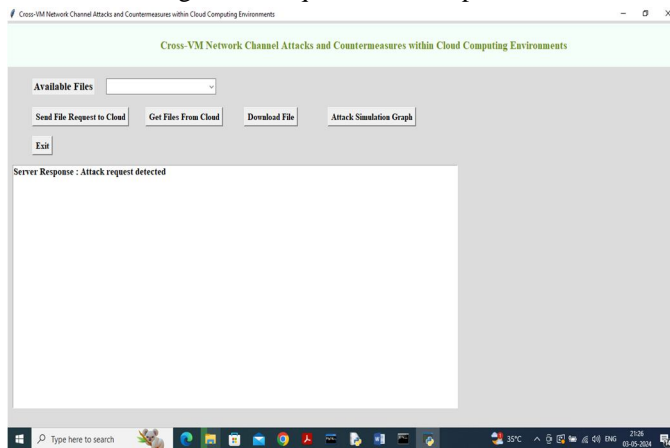 Cross-VM Network Channel Attacks and Countermeasures within Cloud Computing Environments
Cross-VM Network Channel Attacks and Countermeasures within Cloud Computing Environments
Available Files
Send File Request to Cloud Get Files From Cloud Download File Attack Simulation Graph
Exit
Server Response : Attack request detected
Type here to search 35°C ENG 21:26
03-05-2024